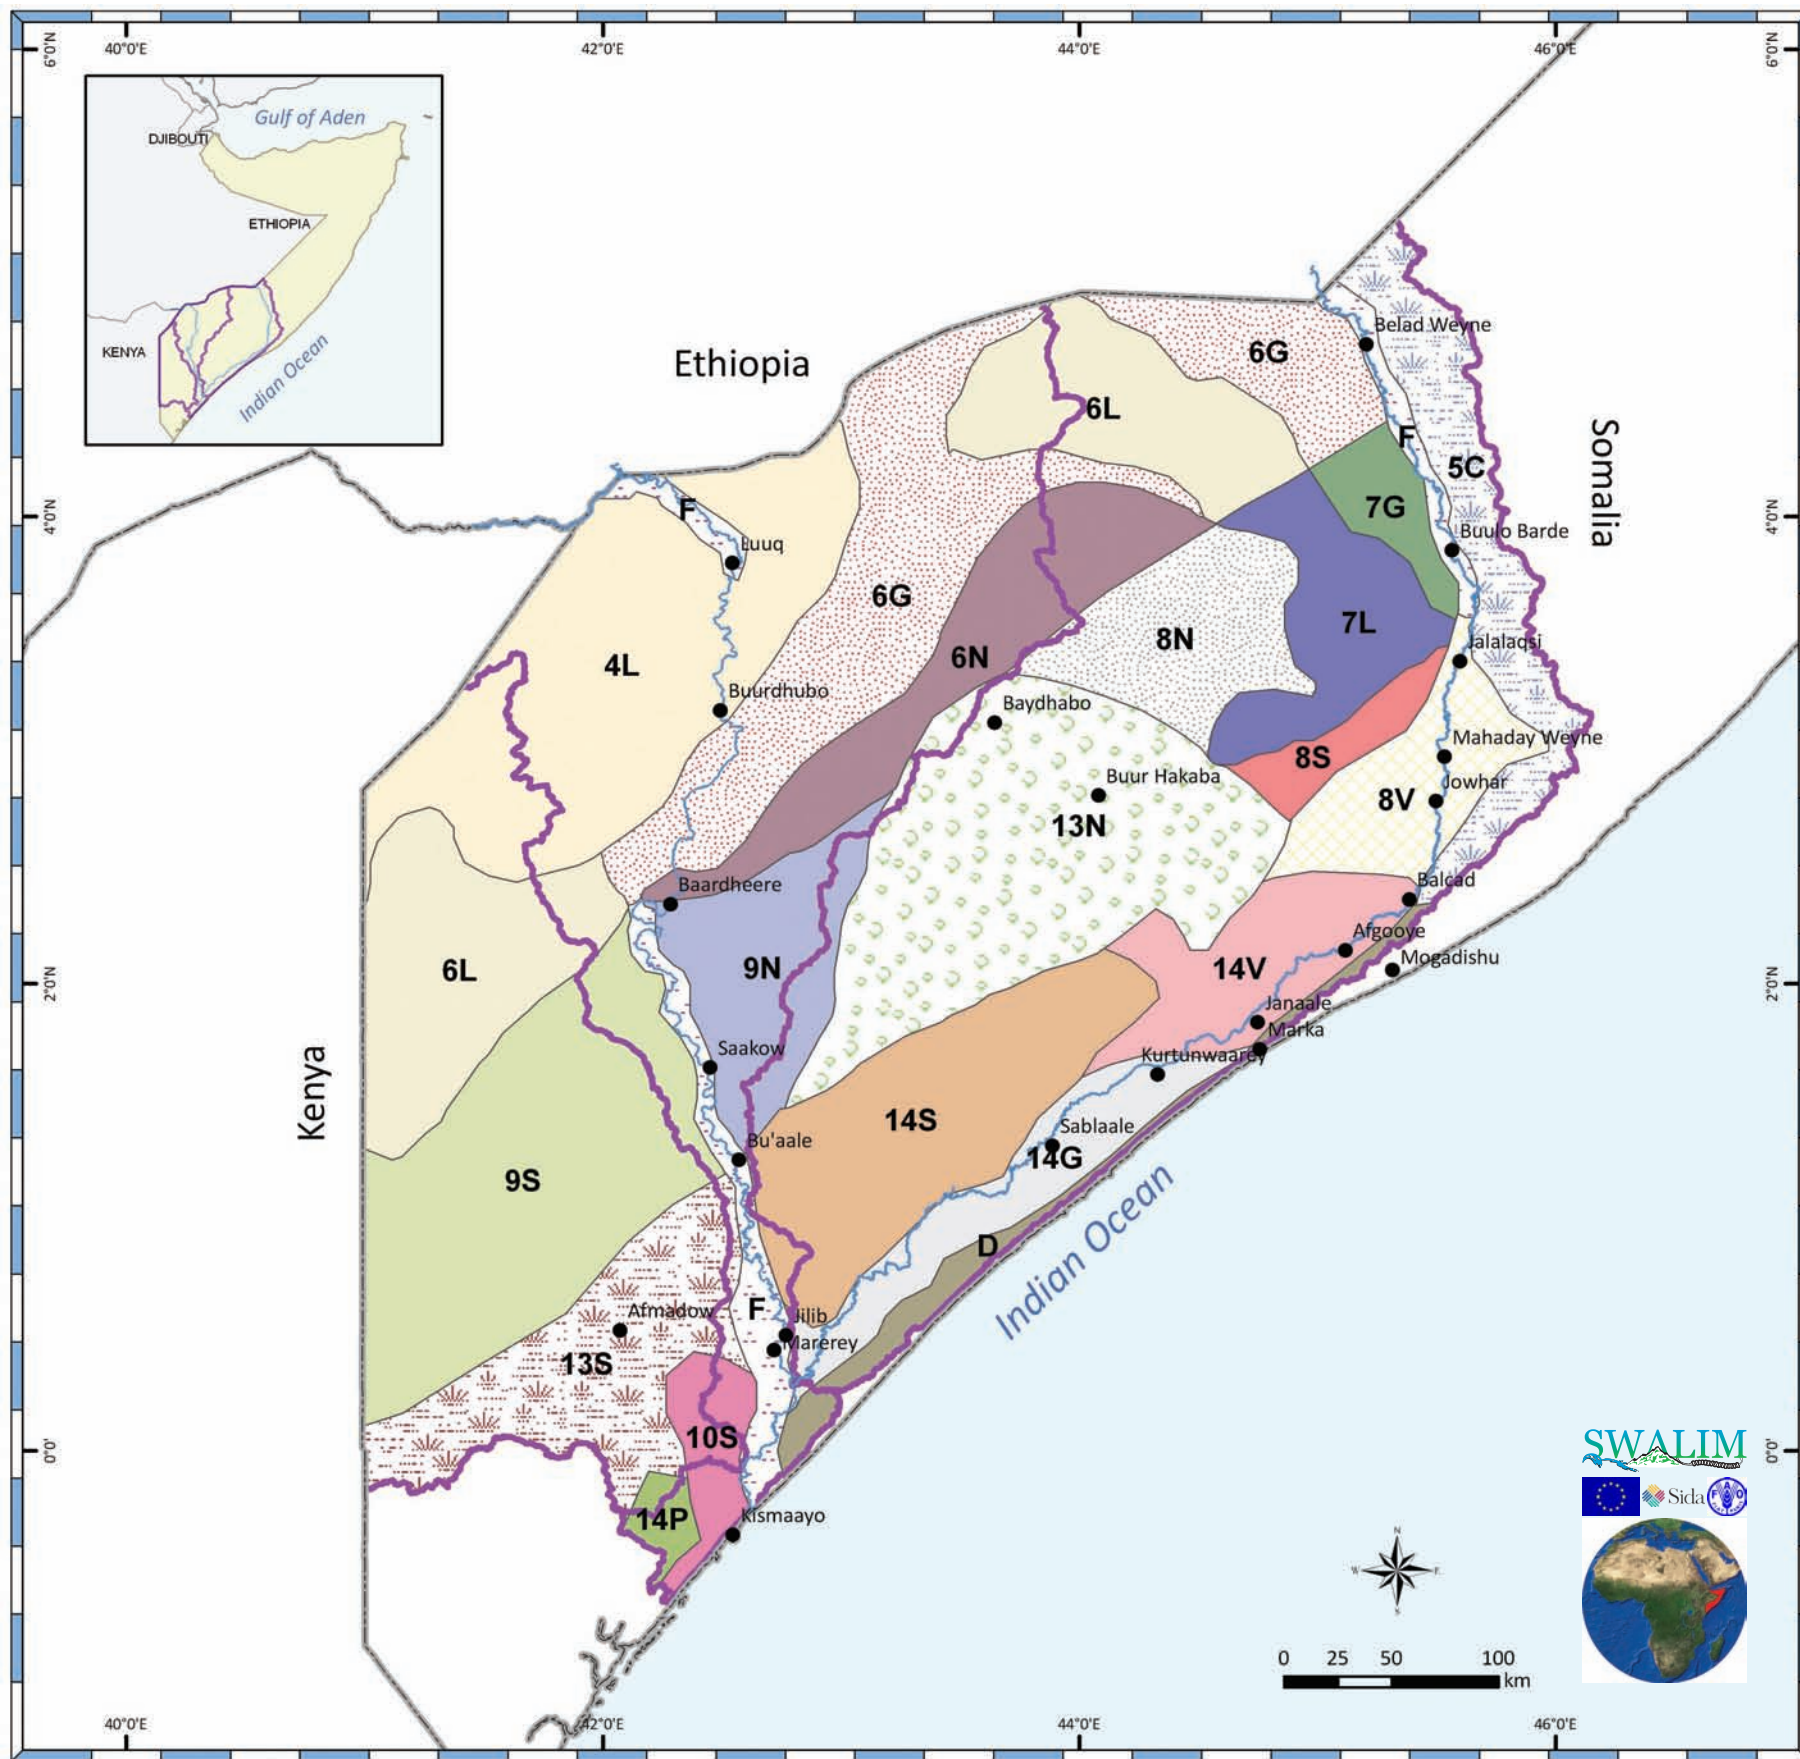 40°0'E
42°0'E
44°0'E
46°0'E
6°0'N
6°0'N
Gulf of Aden
DJIBOUTI
ETHIOPIA
KENYA
Indian Ocean
Ethiopia
Belad Weyne
6G
6L
F
5C
Somalia
4°0'N
F
7G
4°0'N
Luuq
Buulo Barde
6G
7L
8N
Jalalaqsi
4L
6N
Buurdhubo
Baydhabo
Mahaday Weyne
8S
Buur Hakaba
Jowhar
8V
13N
Baardheere
Balcad
Afgooye
Mogadishu
6L
9N
14V
2°0'N
2°0'N
Janaale
Marka
Saakow
Kurtunwaarey
Kenya
14S
Sablaale
Bu'aale
14G
9S
D
Indian Ocean
Afmadow
F
Jilib
Marerey
13S
10S
0°0'
0°0'
SWALIM
Sida
FAO
14P
Kismaayo
N
W
E
S
0
25
50
100
km
40°0'E
42°0'E
44°0'E
46°0'E